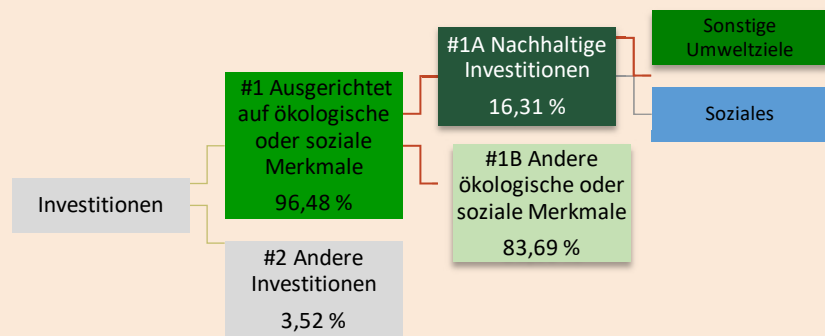 Investitionen
#1 Ausgerichtet
auf ökologische
oder soziale
Merkmale
96,48 %
#2 Andere
Investitionen
3,52 %
#1A Nachhaltige
Investitionen
16,31 %
#1B Andere
ökologische oder
soziale Merkmale
83,69 %
Sonstige
Umweltziele
Soziales